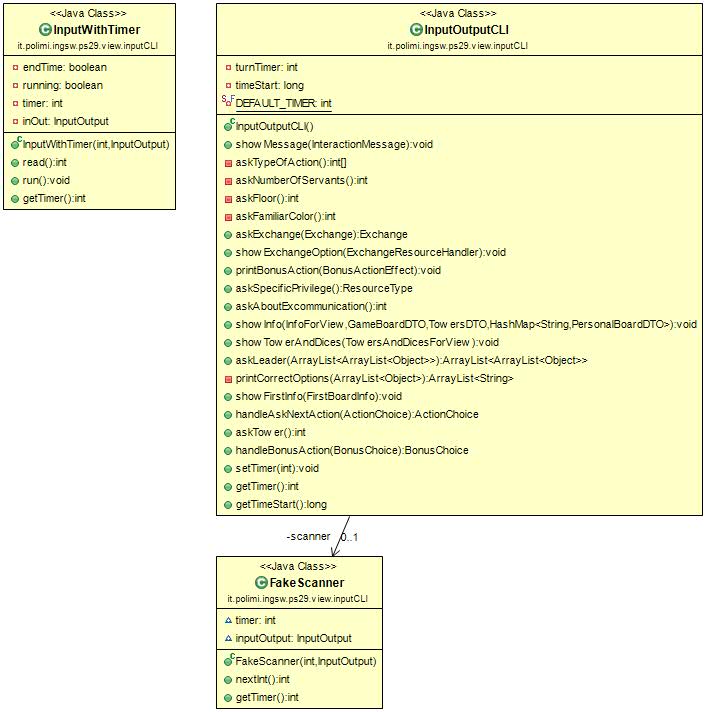 <<Java Class>>
InputWithTimer
it.polimi.ingsw.ps29.view.inputCLI
endTime: boolean
running: boolean
timer: int
inOut: InputOutput
InputWithTimer(int,InputOutput)
read():int
run():void
getTimer():int
<<Java Class>>
InputOutputCLI
it.polimi.ingsw.ps29.view.inputCLI
turnTimer: int
timeStart: long
DEFAULT_TIMER: int
InputOutputCLI()
showMessage(InteractionMessage):void
askTypeOfAction():int[]
askNumberOfServants():int
askFloor():int
askFamiliarColor():int
askExchange(Exchange):Exchange
showExchangeOption(ExchangeResourceHandler):void
printBonusAction(BonusActionEffect):void
askSpecificPrivilege():ResourceType
askAboutExcommunication():int
showInfo(InfoForView,GameBoardDTO,TowersDTO,HashMap<String,PersonalBoardDTO>):void
showTowerAndDices(TowersAndDicesForView):void
askLeader(ArrayList<ArrayList<Object>>):ArrayList<ArrayList<Object>>
printCorrectOptions(ArrayList<Object>):ArrayList<String>
showFirstInfo(FirstBoardInfo):void
handleAskNextAction(ActionChoice):ActionChoice
askTower():int
handleBonusAction(BonusChoice):BonusChoice
setTimer(int):void
getTimer():int
getTimeStart():long
-scanner 0..1
<<Java Class>>
FakeScanner
it.polimi.ingsw.ps29.view.inputCLI
timer: int
inputOutput: InputOutput
FakeScanner(int,InputOutput)
nextInt():int
getTimer():int